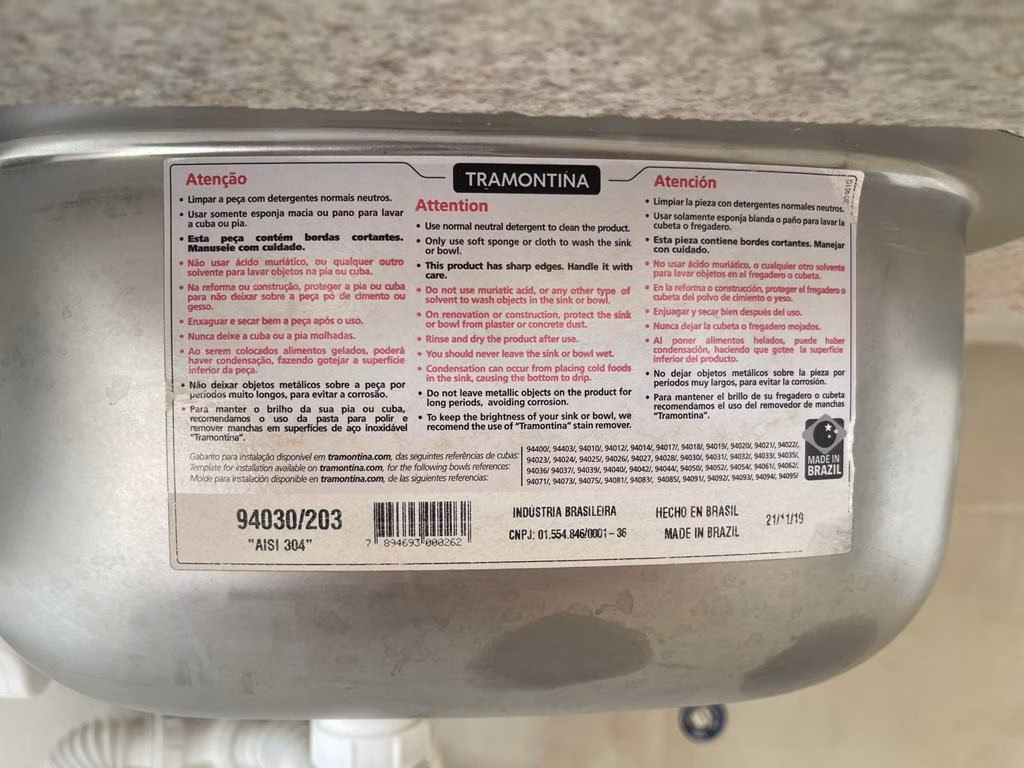 TRAMONTINA
Atenção
• Limpar a peça com detergentes normais neutros.
• Usar somente esponja macia ou pano para lavar
a cuba ou pia.
• Esta peça contém bordas cortantes.
Manuseie com cuidado.
• Não usar ácido muriático, ou qualquer outro
solvente para lavar objetos na pia ou cuba.
• Na reforma ou construção, proteger a pia ou cuba
para não deixar sobre a peça pó de cimento ou
gesso.
• Enxaguar e secar bem a peça após o uso.
• Nunca deixe a cuba ou a pia molhadas.
• Ao serem colocados alimentos gelados, poderá
haver condensação, fazendo gotejar a superfície
inferior da peça.
• Não deixar objetos metálicos sobre a peça por
períodos muito longos, para evitar a corrosão.
• Para manter o brilho da sua pia ou cuba,
recomendamos o uso da pasta para polir e
remover manchas em superfícies de aço inoxidável
"Tramontina".
Attention
• Use normal neutral detergent to clean the product.
• Only use soft sponge or cloth to wash the sink
or bowl.
• This product has sharp edges. Handle it with
care.
• Do not use muriatic acid, or any other type of
solvent to wash objects in the sink or bowl.
• On renovation or construction, protect the sink
or bowl from plaster or concrete dust.
• Rinse and dry the product after use.
• You should never leave the sink or bowl wet.
• Condensation can occur from placing cold foods
in the sink, causing the bottom to drip.
• Do not leave metallic objects on the product for
long periods, avoiding corrosion.
• To keep the brightness of your sink or bowl, we
recomend the use of "Tramontina" stain remover.
Atención
• Limpiar la pieza con detergentes normales neutros.
• Usar solamente esponja blanda o paño para lavar la
cubeta o fregadero.
• Esta pieza contiene bordes cortantes. Manejar
con cuidado.
• No usar ácido muriático, o cualquier otro solvente
para lavar objetos en el fregadero o cubeta.
• En la reforma o construcción, proteger el fregadero o
cubeta del polvo de cimiento o yeso.
• Enjuagar y secar bien después del uso.
• Nunca dejar la cubeta o fregadero mojados.
• Al poner alimentos helados, puede haber
condensación, haciendo que gotee la superficie
inferior del producto.
• No dejar objetos metálicos sobre la pieza por
períodos muy largos, para evitar la corrosión.
• Para mantener el brillo de su fregadero o cubeta
recomendamos el uso del removedor de manchas
"Tramontina".
Gabarito para instalação disponível em tramontina.com, das seguintes referências de cubas:
Template for installation available on tramontina.com, for the following bowls references:
Molde para instalación disponible en tramontina.com, de las siguientes referencias:
94400/, 94403/, 94010/, 94012/, 94014/, 94017/, 94018/, 94019/, 94020/, 94021/, 94022/,
94023/, 94024/, 94025/, 94026/, 94027/, 94028/, 94030/, 94031/, 94032/, 94033/, 94035/,
94036/ 94037/, 94039/, 94040/, 94042/, 94044/, 94050/, 94052/, 94054/, 94061/, 94062/,
94071/, 94073/, 94075/, 94081/, 94083/, 94085/, 94091/, 94092/, 94093/, 94094/, 94095/
MADE IN
BRAZIL
94030/203
"AISI 304"
7 894693 000262
INDÚSTRIA BRASILEIRA
CNPJ: 01.554.846/0001-36
HECHO EN BRASIL
MADE IN BRAZIL
21/11/19